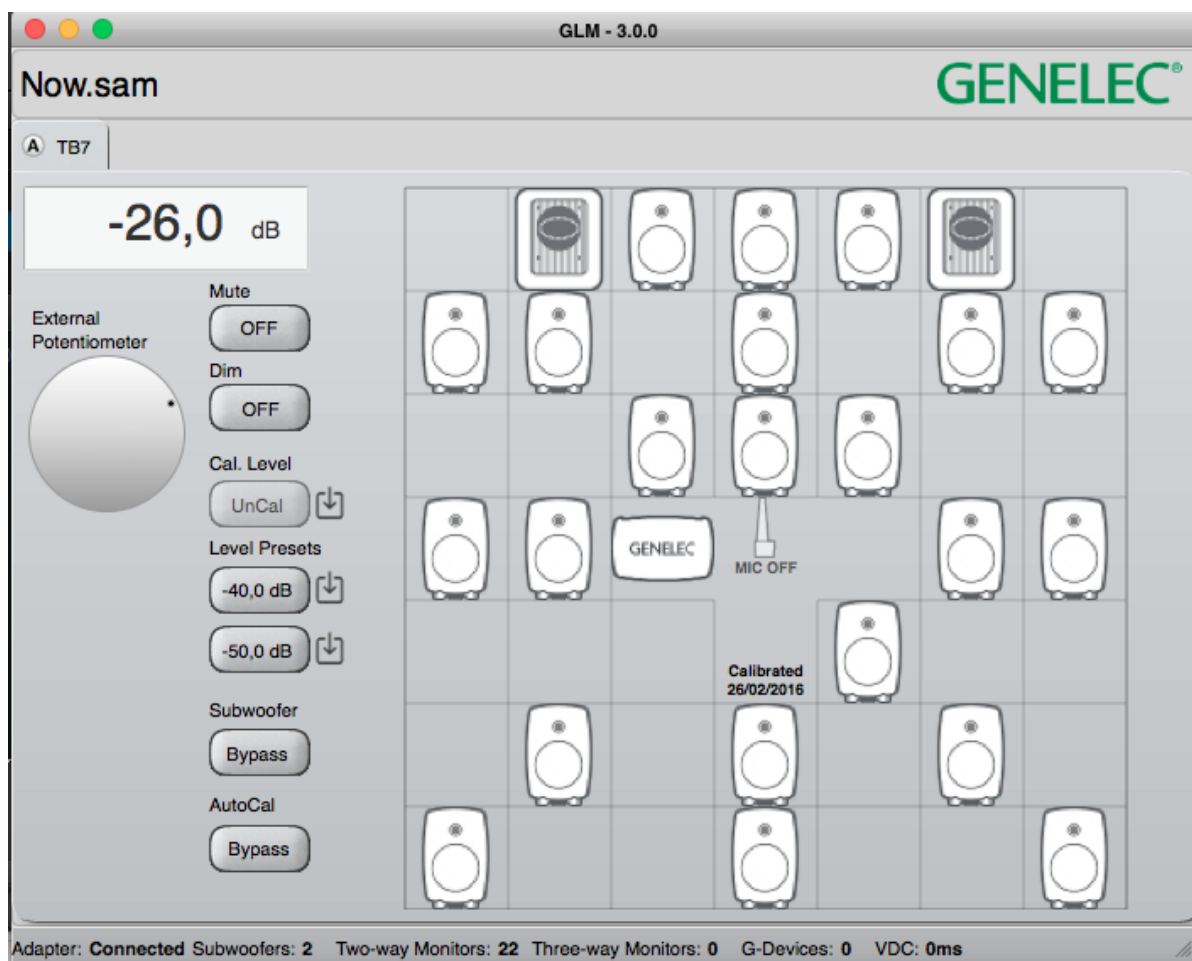 GLM - 3.0.0
Now.sam
GENELEC®
A TB7
-26,0 dB
Mute
OFF
External
Potentiometer
Dim
OFF
Cal. Level
UnCal
Level Presets
-40,0 dB
-50,0 dB
Subwoofer
Bypass
AutoCal
Bypass
GENELEC
MIC OFF
Calibrated
26/02/2016
Adapter: Connected Subwoofers: 2 Two-way Monitors: 22 Three-way Monitors: 0 G-Devices: 0 VDC: 0ms